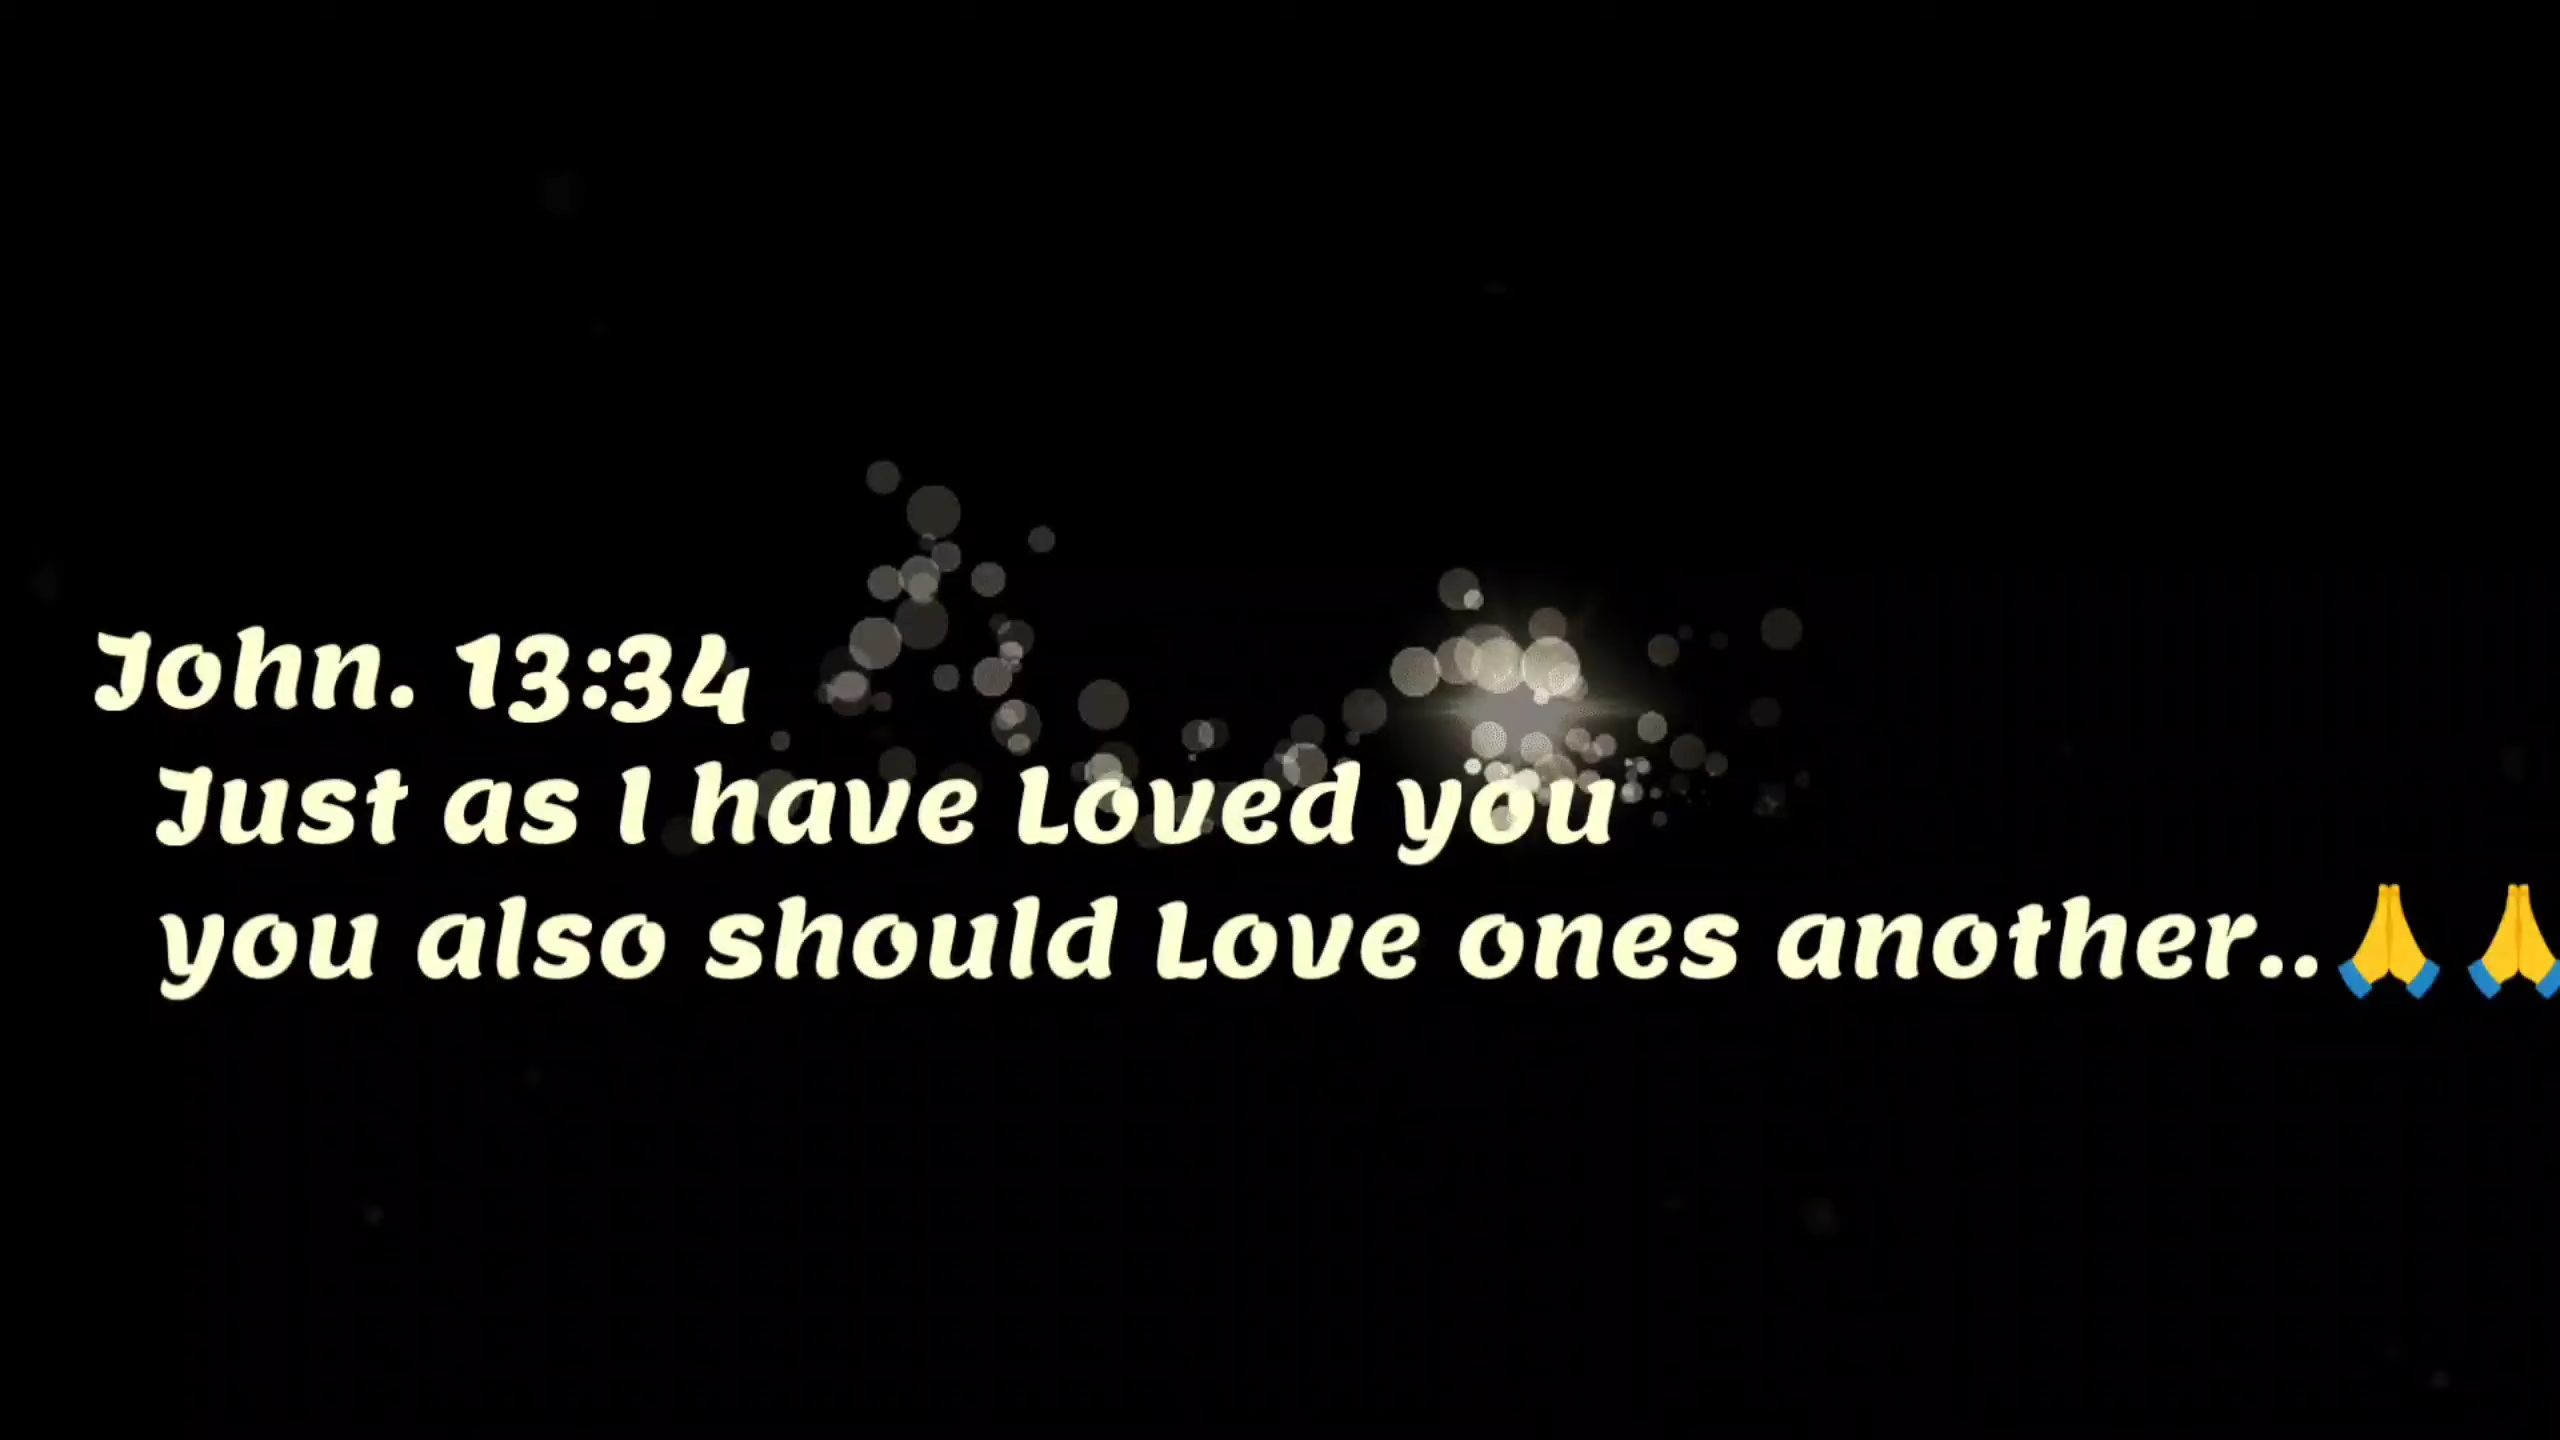 John. 13:34
Just as I have Loved you
you also should Love ones another..🙏🙏